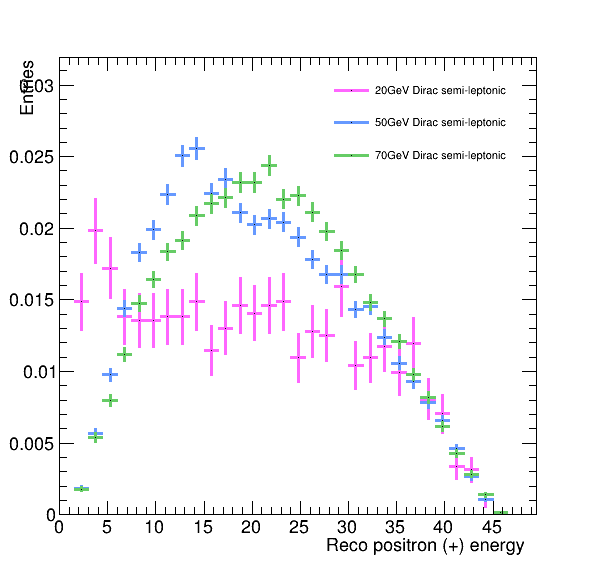 Entries
0.03
20GeV Dirac semi-leptonic
50GeV Dirac semi-leptonic
0.025
70GeV Dirac semi-leptonic
0.02
0.015
0.01
0.005
0
0 5 10 15 20 25 30 35 40 45
Reco positron (+) energy